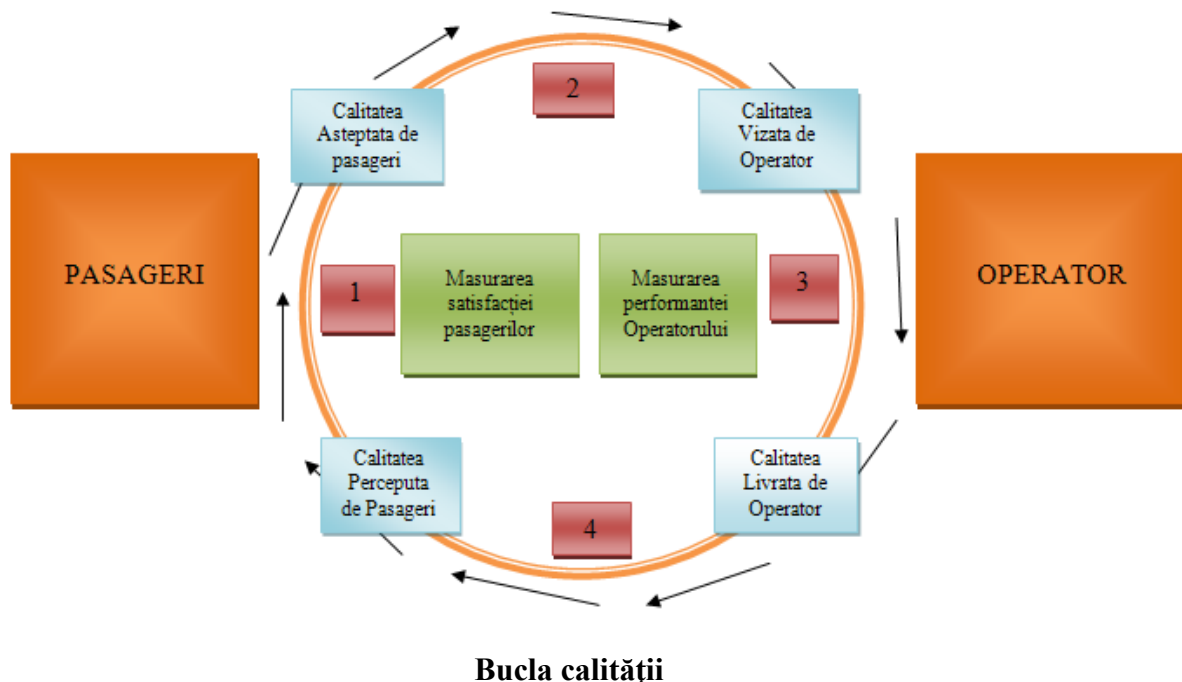 2
Calitatea
Asteptata de
pasageri
Calitatea
Vizata de
Operator
PASAGERI
1
Masurarea
satisfacției
pasagerilor
Masurarea
performantei
Operatorului
3
OPERATOR
Calitatea
Perceputa
de Pasageri
Calitatea
Livrata de
Operator
4
Bucla calității